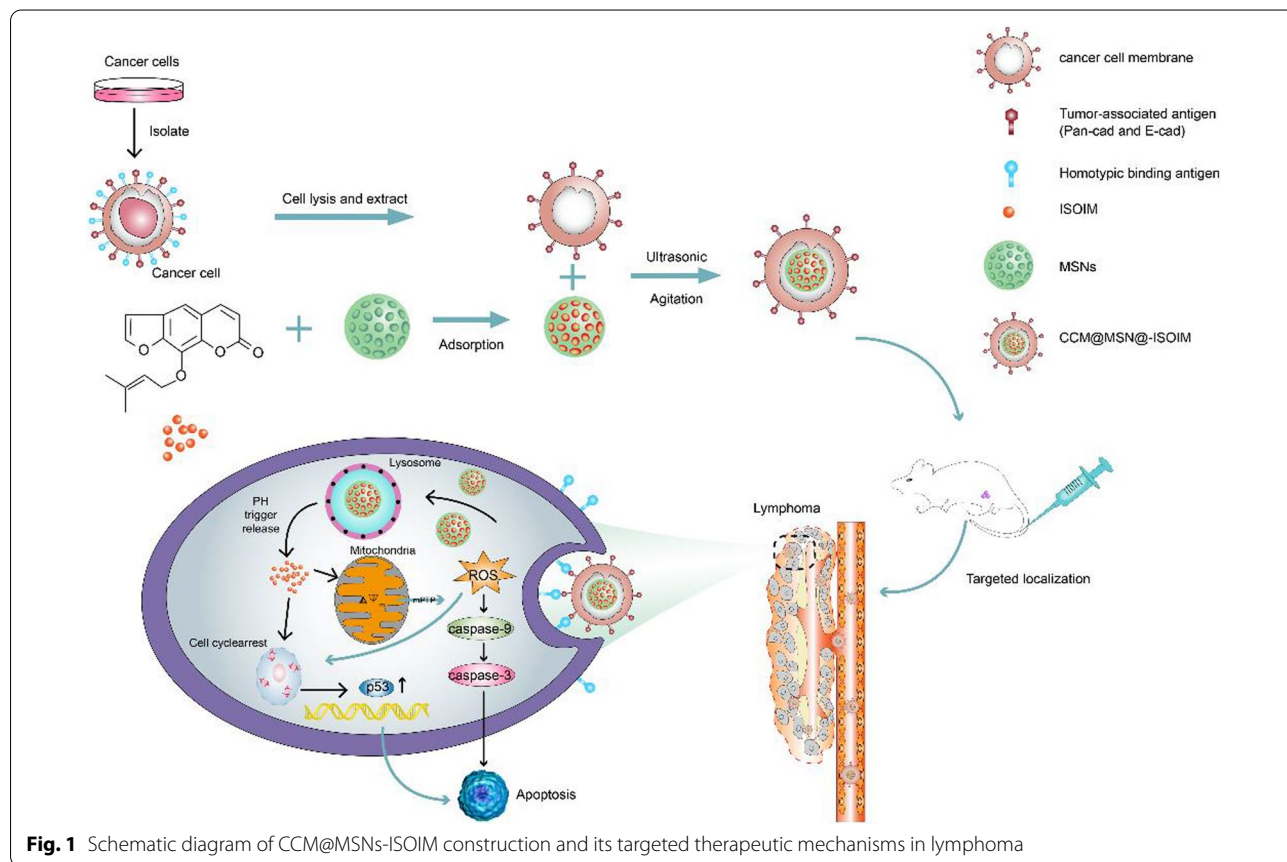 Cancer cells
Isolate
Cancer cell
Cell lysis and extract
O
O
O
O
+
Adsorption
+
Ultrasonic
Agitation
cancer cell membrane
Tumor-associated antigen
(Pan-cad and E-cad)
Homotypic binding antigen
ISOIM
MSNs
CCM@MSN@-ISOIM
Targeted localization
Lymphoma
Lysosome
PH
trigger
release
Mitochondria
△ Ψ
mPTP
ROS
caspase-9
caspase-3
Cell cyclearrest
p53
Apoptosis
Fig. 1 Schematic diagram of CCM@MSNs-ISOIM construction and its targeted therapeutic mechanisms in lymphoma